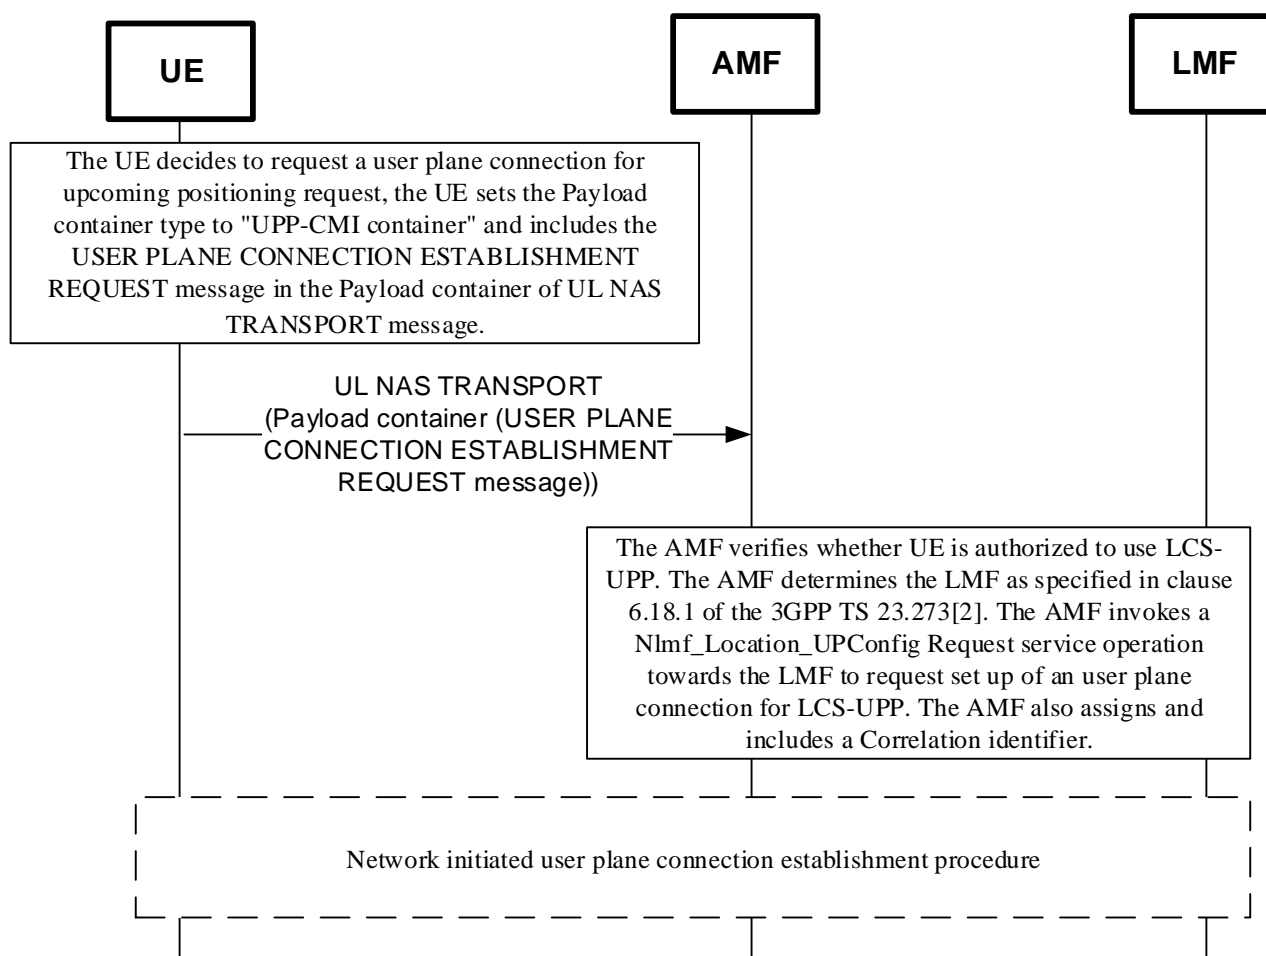 UE
AMF
LMF
The UE decides to request a user plane connection for
upcoming positioning request, the UE sets the Payload
container type to "UPP-CMI container" and includes the
USER PLANE CONNECTION ESTABLISHMENT
REQUEST message in the Payload container of UL NAS
TRANSPORT message.
UL NAS TRANSPORT
(Payload container (USER PLANE
CONNECTION ESTABLISHMENT
REQUEST message))
The AMF verifies whether UE is authorized to use LCS-
UPP. The AMF determines the LMF as specified in clause
6.18.1 of the 3GPP TS 23.273[2]. The AMF invokes a
Nlmf_Location_UPConfig Request service operation
towards the LMF to request set up of an user plane
connection for LCS-UPP. The AMF also assigns and
includes a Correlation identifier.
Network initiated user plane connection establishment procedure